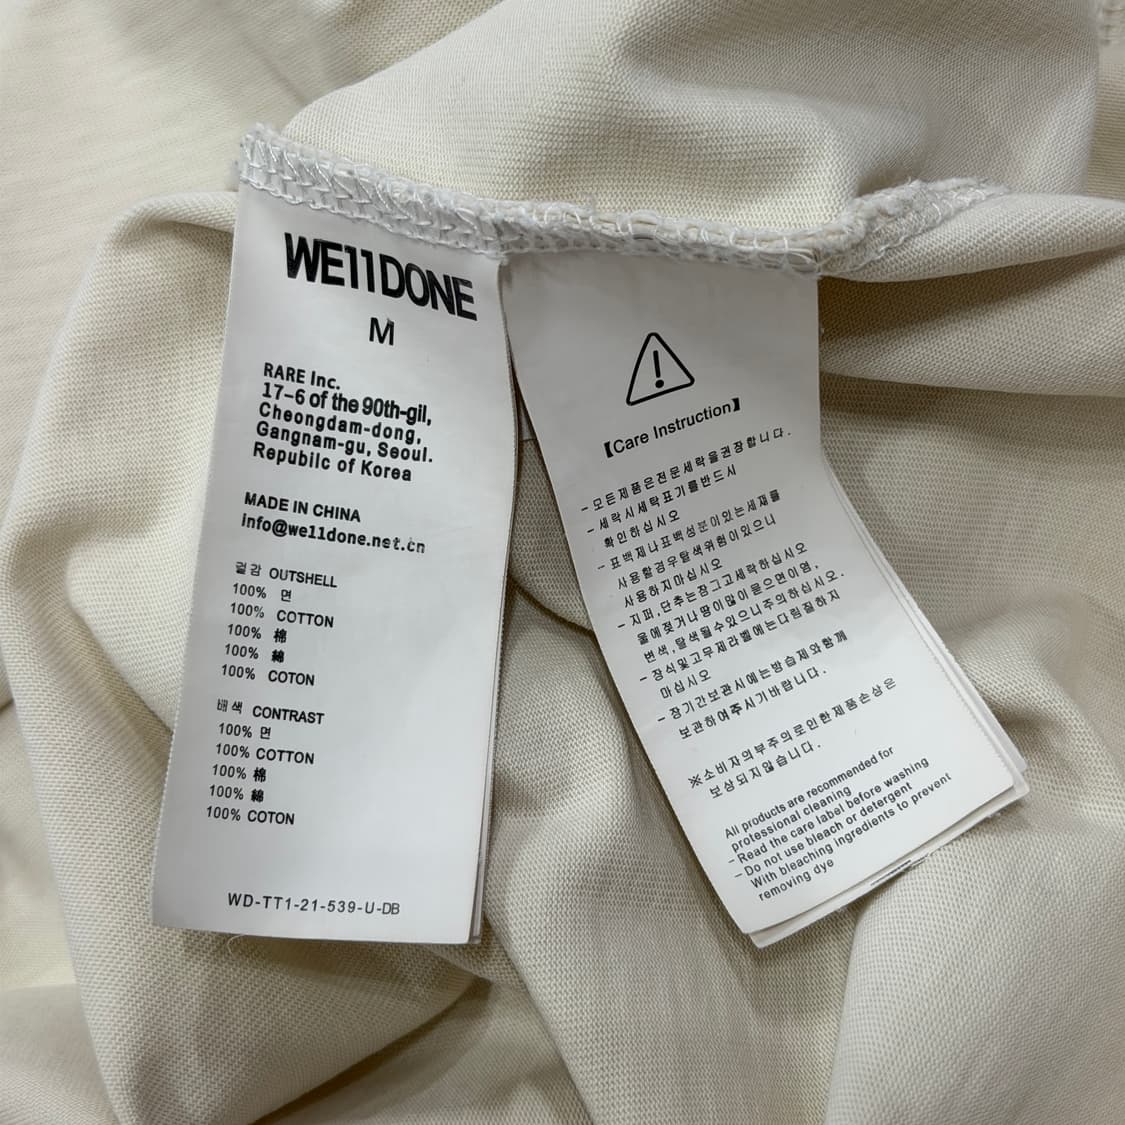 WE11DONE
M
RARE Inc.
17-6 of the 90th-gil,
Cheongdam-dong,
Gangnam-gu, Seoul.
Republic of Korea
MADE IN CHINA
info@we11done.net.cn
겉감 OUTSHELL
100% 면
100% COTTON
100% 棉
100% 綿
100% COTON
배색 CONTRAST
100% 면
100% COTTON
100% 棉
100% 綿
100% COTON
WD-TT1-21-539-U-DB
【Care Instruction】
- 모든제품은전문세락을권장합니다.
- 세락시세탁표기를반드시
확인하십시오
- 표백제나표백성분이있는세재를
사용할경우탈색위험이있으니
사용하지마십시오
- 지퍼,단추는잠그고세락하십시오
물에젖거나땅이많이묻으면이염,
변색,탈색될수있으니주의하십시오.
- 장식및고무제라벨에는다림질하지
마십시오
- 장기간보관시에는방습제와함께
보관하여주시기바랍니다.
※소비자의부주의로인한제품손상은
보상되지않습니다.
All products are recommended for
professional cleaning
- Read the care label before washing
- Do not use bleach or detergent
With bleaching ingredients to prevent
removing dye